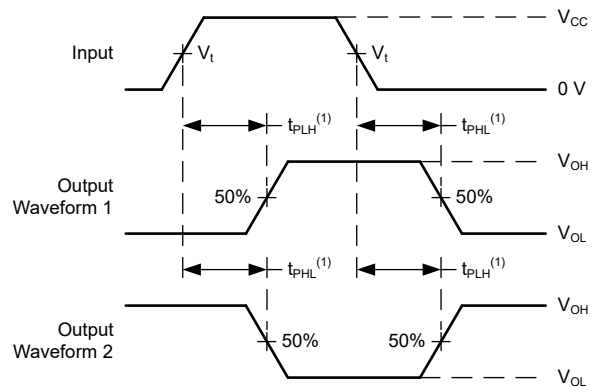 V_CC
Input
V_t
V_t
0 V
t_PLH^(1)
t_PHL^(1)
V_OH
Output
Waveform 1
50%
50%
V_OL
t_PHL^(1)
t_PLH^(1)
V_OH
Output
Waveform 2
50%
50%
V_OL